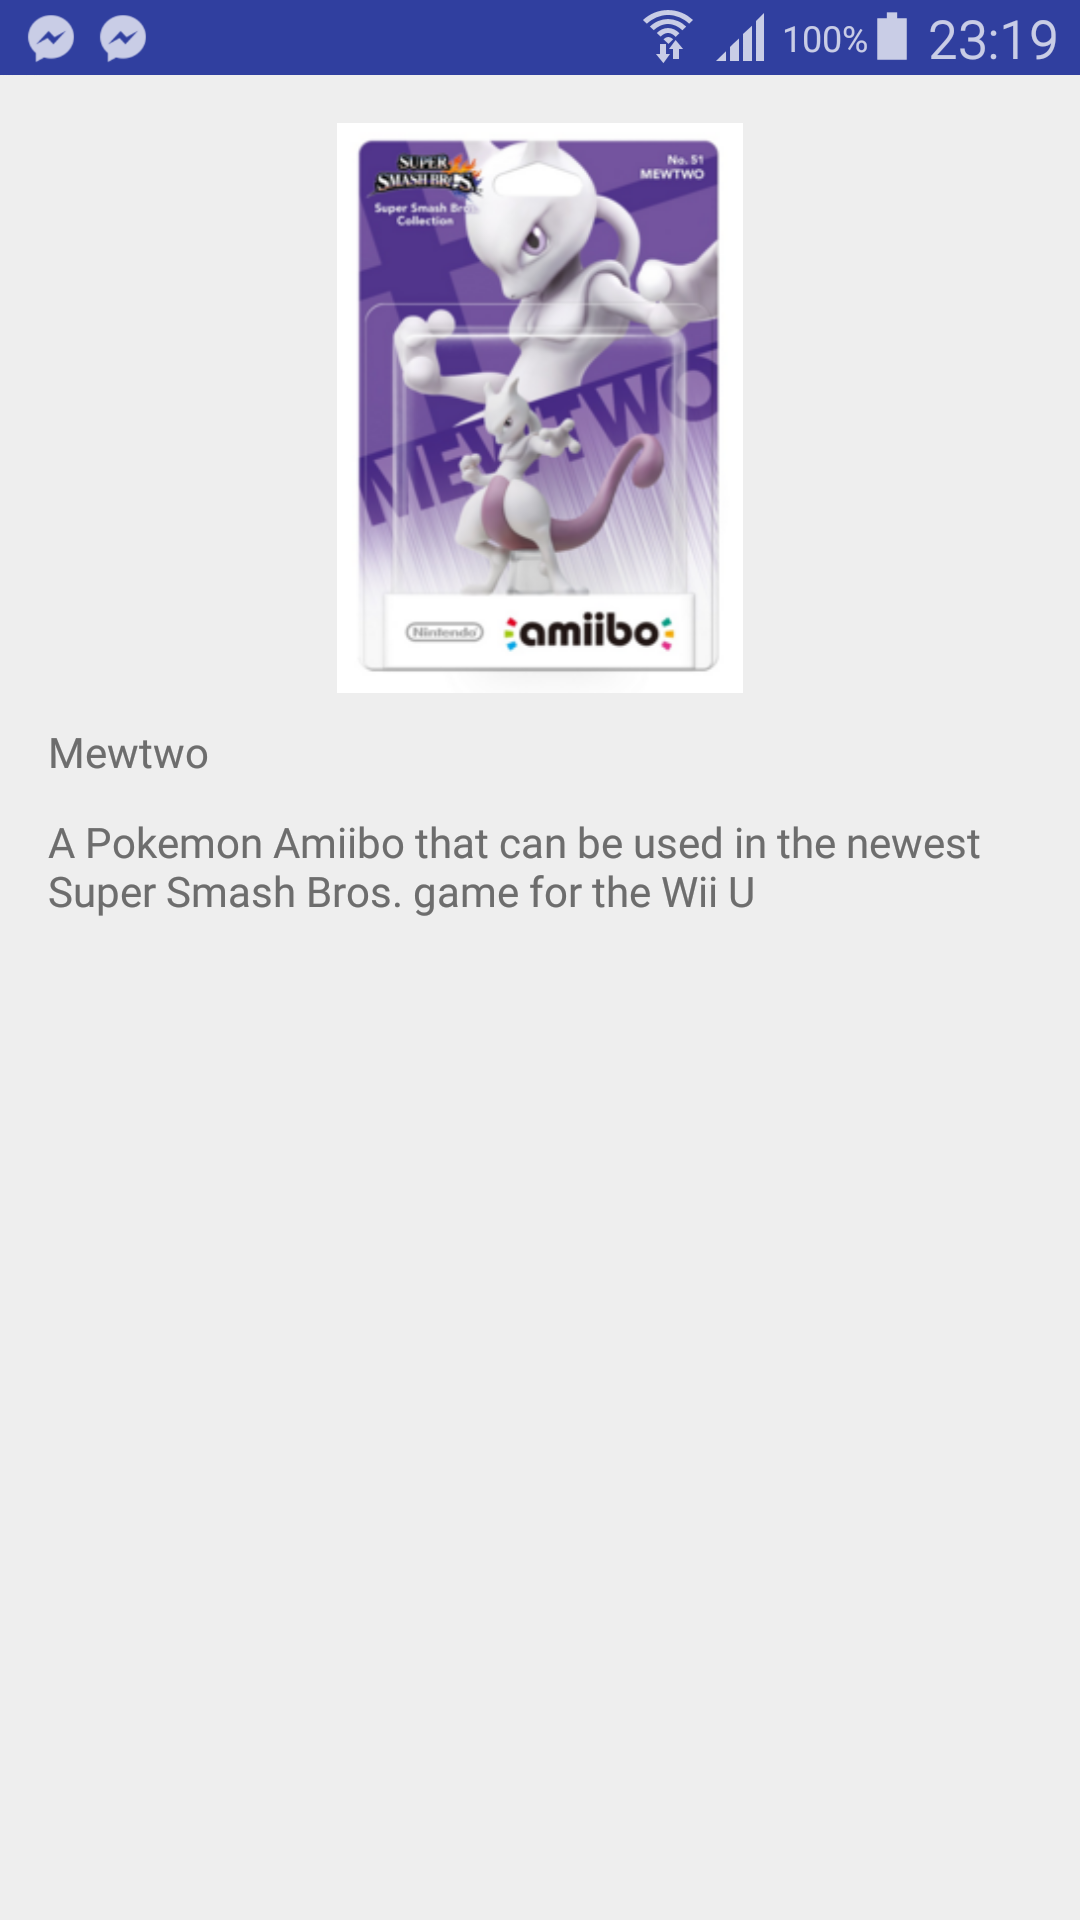 100% 23:19
SUPER
SMASH BROS.
Super Smash Bros.
Collection
No. 51
MEWTWO
MEWTWO
Nintendo
amiibo
Mewtwo
A Pokemon Amiibo that can be used in the newest
Super Smash Bros. game for the Wii U